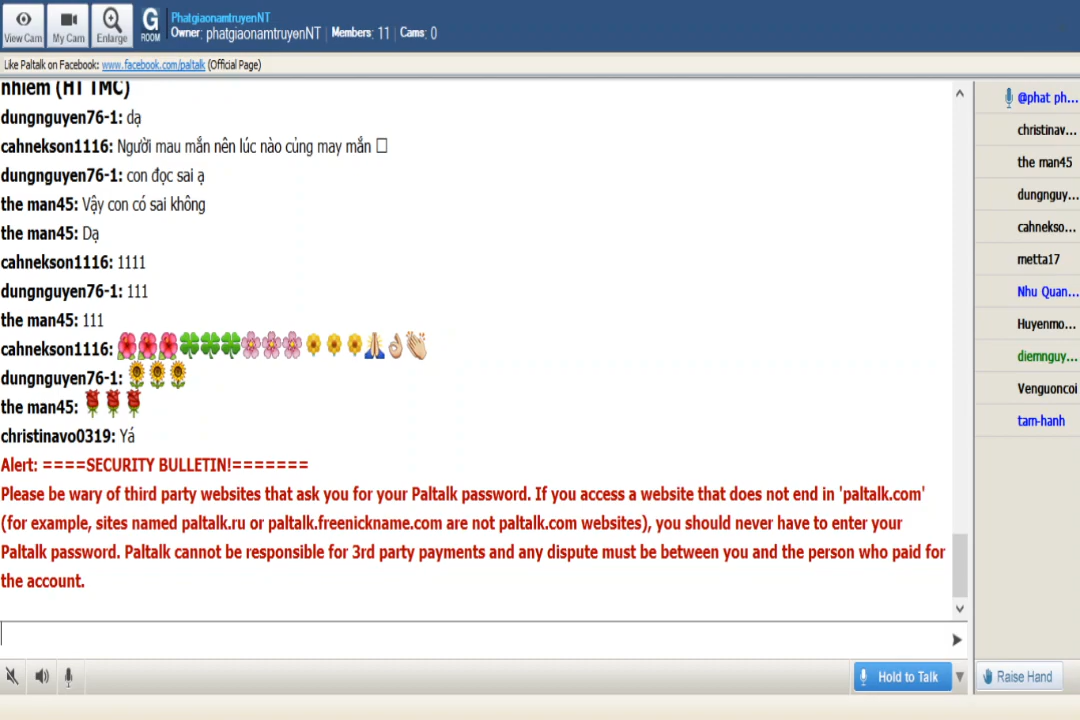 View Cam
My Cam
Enlarge
G
ROOM
PhatgiaonamtruyenNT
Owner: phatgiaonamtruyenNT Members: 11 Cams: 0
Like Paltalk on Facebook: www.facebook.com/paltalk (Official Page)
nhiem (HT TMC)
dungnguyen76-1: dạ
cahnekson1116: Người mau mắn nên lúc nào củng may mắn
dungnguyen76-1: con đọc sai ạ
the man45: Vậy con có sai không
the man45: Dạ
cahnekson1116: 1111
dungnguyen76-1: 111
the man45: 111
cahnekson1116: 🌺🌺🌺🍀🍀🍀🌸🌸🌸🌼🌼🌼🙏👌👏
dungnguyen76-1: 🌻🌻🌻
the man45: 🌹🌹🌹
christinavo0319: Yá
Alert: ====SECURITY BULLETIN!=======
Please be wary of third party websites that ask you for your Paltalk password. If you access a website that does not end in 'paltalk.com'
(for example, sites named paltalk.ru or paltalk.freenickname.com are not paltalk.com websites), you should never have to enter your
Paltalk password. Paltalk cannot be responsible for 3rd party payments and any dispute must be between you and the person who paid for
the account.
@phat ph...
christinav...
the man45
dungnguy...
cahnekso...
metta17
Nhu Quan...
Huyenmo...
diemnguy...
Venguoncoi
tam-hanh
Hold to Talk
Raise Hand